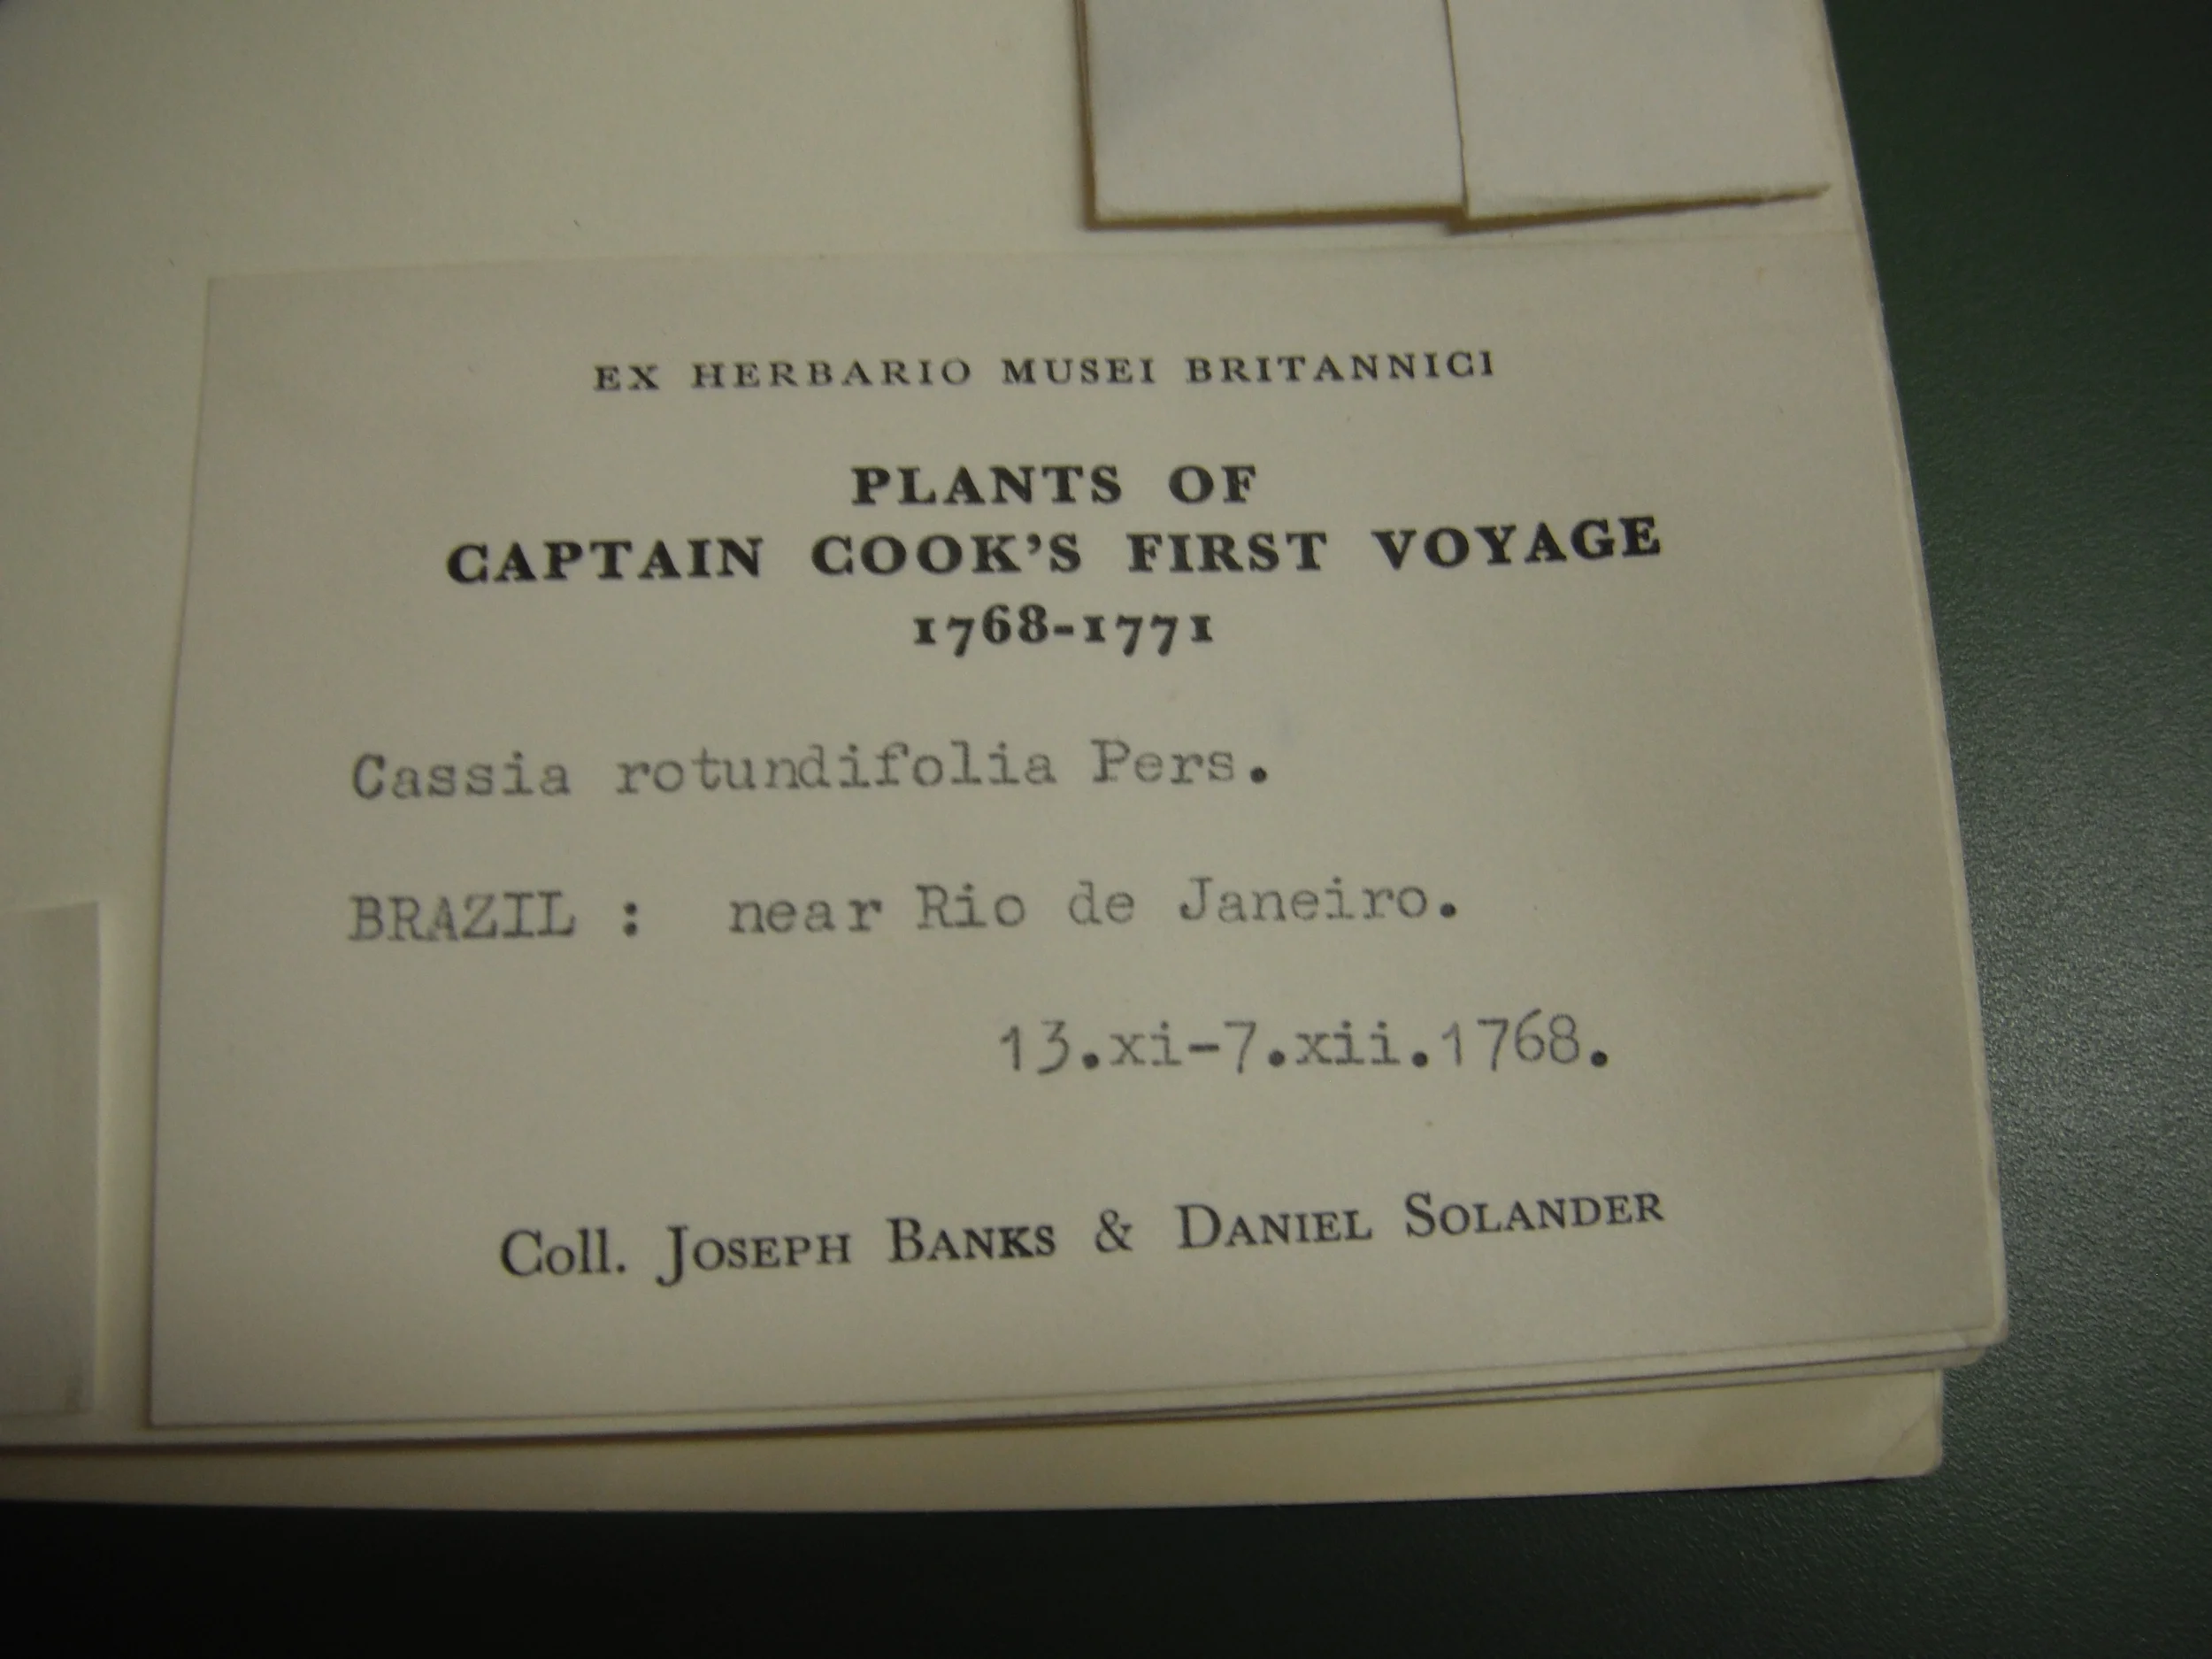 EX HERBARIO MUSEI BRITANNICI
PLANTS OF
CAPTAIN COOK'S FIRST VOYAGE
1768-1771
Cassia rotundifolia Pers.
BRAZIL : near Rio de Janeiro.
13.xi-7.xii.1768.
Coll. JOSEPH BANKS & DANIEL SOLANDER